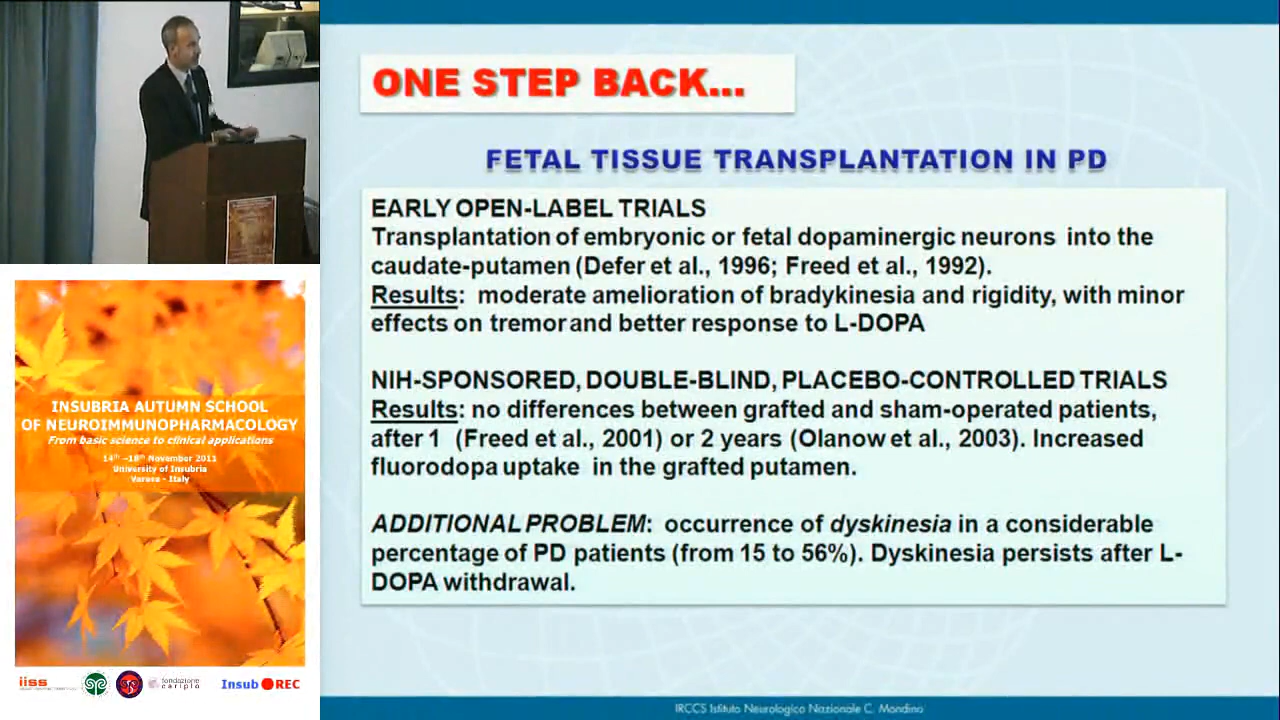 ONE STEP BACK...
FETAL TISSUE TRANSPLANTATION IN PD
EARLY OPEN-LABEL TRIALS
Transplantation of embryonic or fetal dopaminergic neurons into the
caudate-putamen (Defer et al., 1996; Freed et al., 1992).
Results: moderate amelioration of bradykinesia and rigidity, with minor
effects on tremor and better response to L-DOPA
NIH-SPONSORED, DOUBLE-BLIND, PLACEBO-CONTROLLED TRIALS
Results: no differences between grafted and sham-operated patients,
after 1 (Freed et al., 2001) or 2 years (Olanow et al., 2003). Increased
fluorodopa uptake in the grafted putamen.
ADDITIONAL PROBLEM: occurrence of dyskinesia in a considerable
percentage of PD patients (from 15 to 56%). Dyskinesia persists after L-
DOPA withdrawal.
IRCCS Istituto Neurologico Nazionale C. Mondino
INSUBRIA AUTUMN SCHOOL
OF NEUROIMMUNOPHARMACOLOGY
From basic science to clinical applications
14th -18th November 2011
University of Insubria
Varese - Italy
iiss
fondazione
cariplo
Insub REC